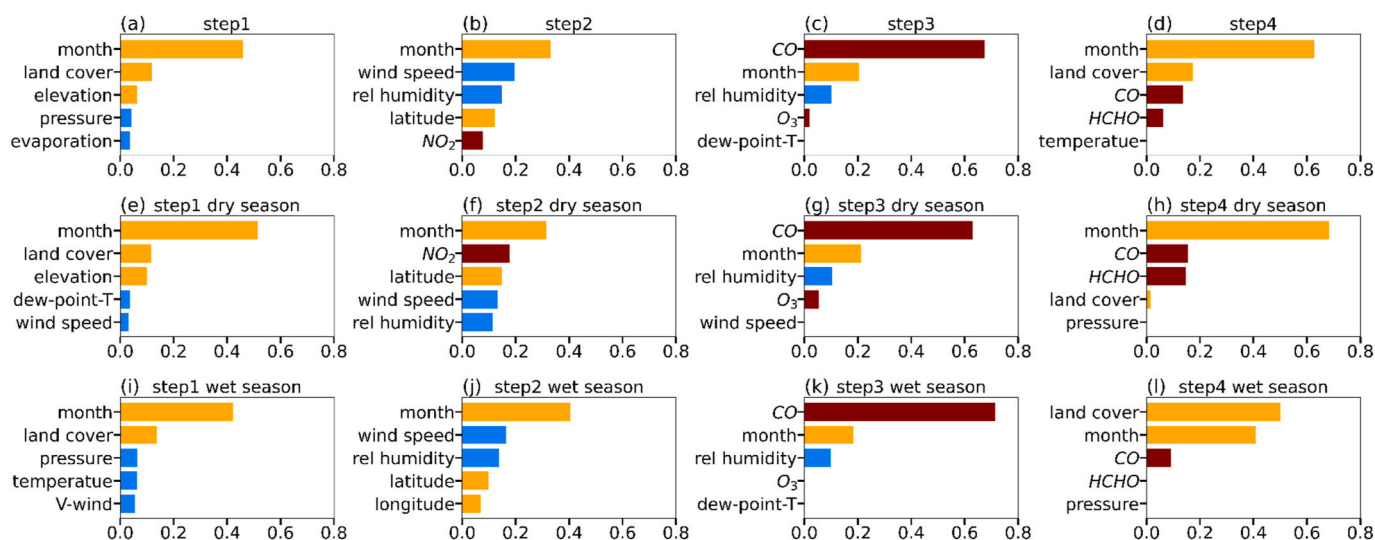 (a) step1
month
land cover
elevation
pressure
evaporation
0.0 0.2 0.4 0.6 0.8
(b) step2
month
wind speed
rel humidity
latitude
NO₂
0.0 0.2 0.4 0.6 0.8
(c) step3
CO
month
rel humidity
O₃
dew-point-T
0.0 0.2 0.4 0.6 0.8
(d) step4
month
land cover
CO
HCHO
temperatue
0.0 0.2 0.4 0.6 0.8
(e) step1 dry season
month
land cover
elevation
dew-point-T
wind speed
0.0 0.2 0.4 0.6 0.8
(f) step2 dry season
month
NO₂
latitude
wind speed
rel humidity
0.0 0.2 0.4 0.6 0.8
(g) step3 dry season
CO
month
rel humidity
O₃
wind speed
0.0 0.2 0.4 0.6 0.8
(h) step4 dry season
month
CO
HCHO
land cover
pressure
0.0 0.2 0.4 0.6 0.8
(i) step1 wet season
month
land cover
pressure
temperatue
V-wind
0.0 0.2 0.4 0.6 0.8
(j) step2 wet season
month
wind speed
rel humidity
latitude
longitude
0.0 0.2 0.4 0.6 0.8
(k) step3 wet season
CO
month
rel humidity
O₃
dew-point-T
0.0 0.2 0.4 0.6 0.8
(l) step4 wet season
land cover
month
CO
HCHO
pressure
0.0 0.2 0.4 0.6 0.8